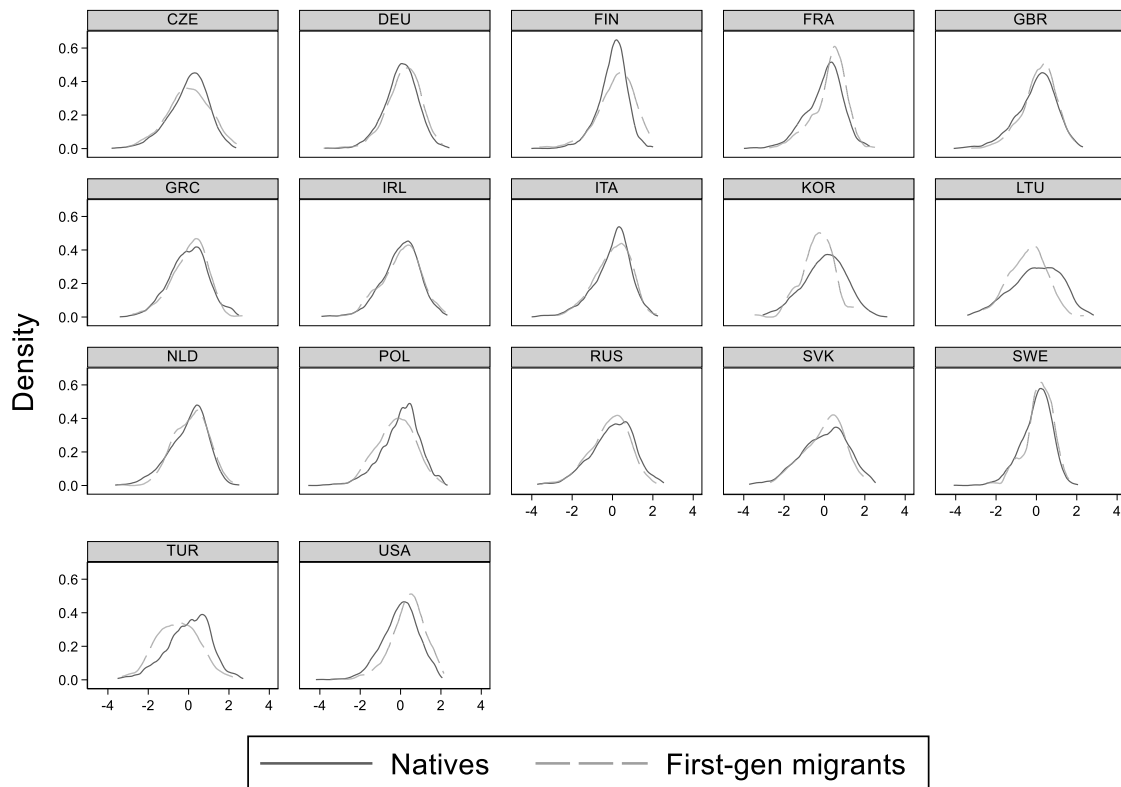 CZE DEU FIN FRA GBR
0.6
0.4
0.2
0.0
GRC IRL ITA KOR LTU
0.6
0.4
0.2
0.0
Density
NLD POL RUS SVK SWE
0.6
0.4
0.2
0.0
-4 -2 0 2 4 -4 -2 0 2 4 -4 -2 0 2 4
TUR USA
0.6
0.4
0.2
0.0
-4 -2 0 2 4 -4 -2 0 2 4
Natives First-gen migrants